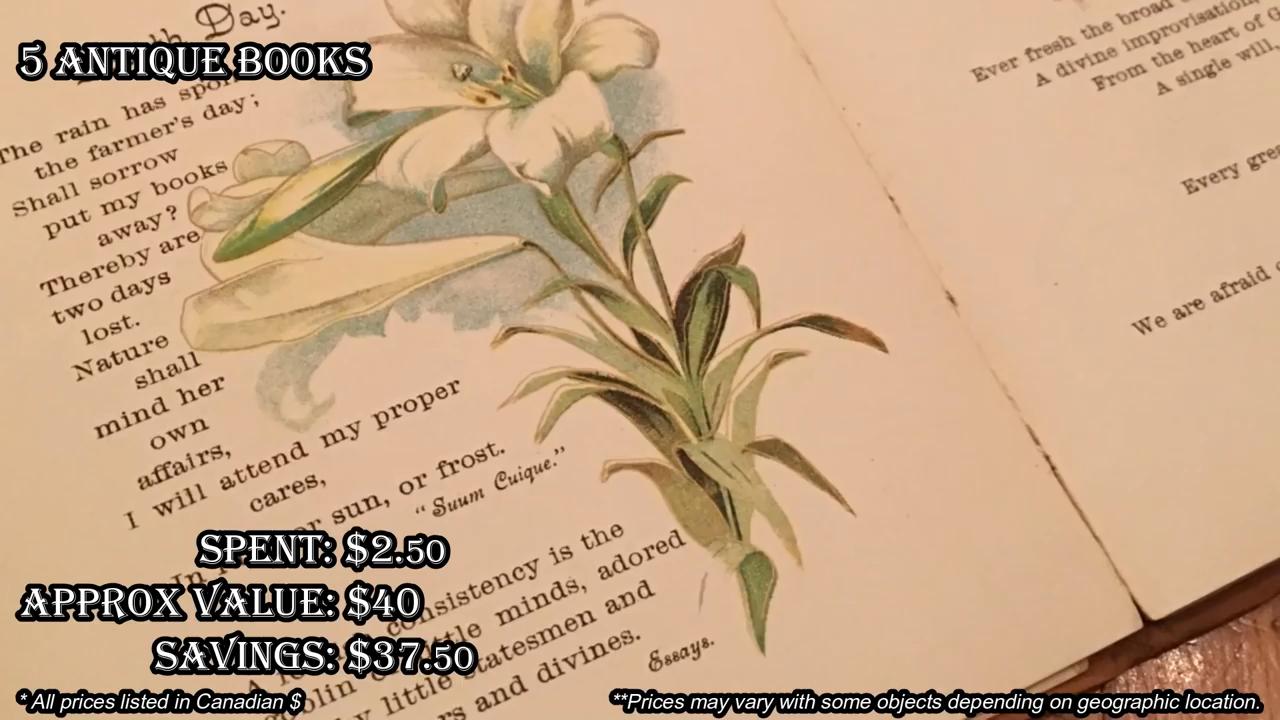 5 ANTIQUE BOOKS
Day.
The rain has
the farmer's day;
Shall sorrow
put my books
away?
Thereby are
two days
lost.
Nature
shall
mind her
own
affairs,
I will attend my proper
cares,
or sun, or frost.
"Suum Cuique."
consistency is the
little minds, adored
by little statesmen and
and divines.
Essays.
Ever fresh the broad
A divine improvisation,
From the heart of G
A single will,
Every grea
We are afraid
SPENT: $2.50
APPROX VALUE: $40
SAVINGS: $37.50
* All prices listed in Canadian $
**Prices may vary with some objects depending on geographic location.